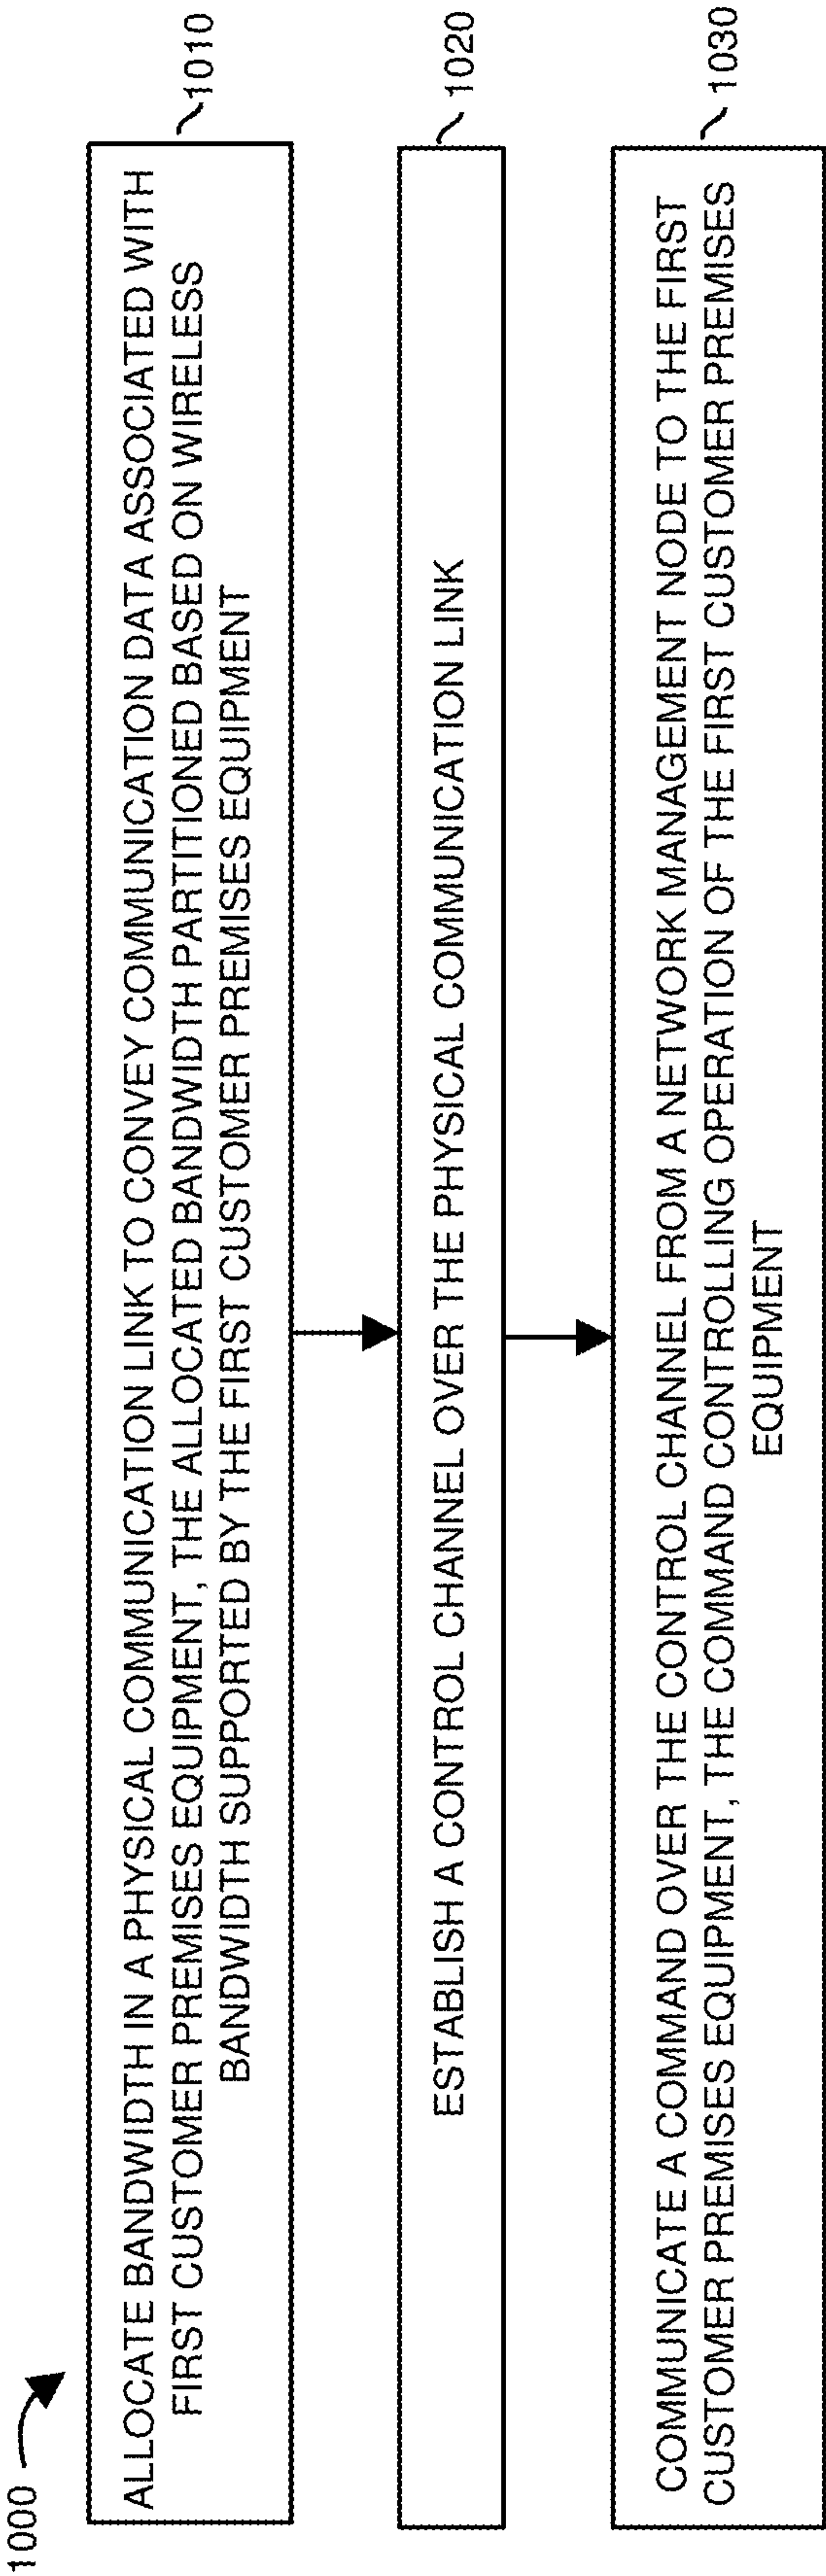 1000
ALLOCATE BANDWIDTH IN A PHYSICAL COMMUNICATION LINK TO CONVEY COMMUNICATION DATA ASSOCIATED WITH
FIRST CUSTOMER PREMISES EQUIPMENT, THE ALLOCATED BANDWIDTH PARTITIONED BASED ON WIRELESS
BANDWIDTH SUPPORTED BY THE FIRST CUSTOMER PREMISES EQUIPMENT
1010
ESTABLISH A CONTROL CHANNEL OVER THE PHYSICAL COMMUNICATION LINK
1020
COMMUNICATE A COMMAND OVER THE CONTROL CHANNEL FROM A NETWORK MANAGEMENT NODE TO THE FIRST
CUSTOMER PREMISES EQUIPMENT, THE COMMAND CONTROLLING OPERATION OF THE FIRST CUSTOMER PREMISES
EQUIPMENT
1030